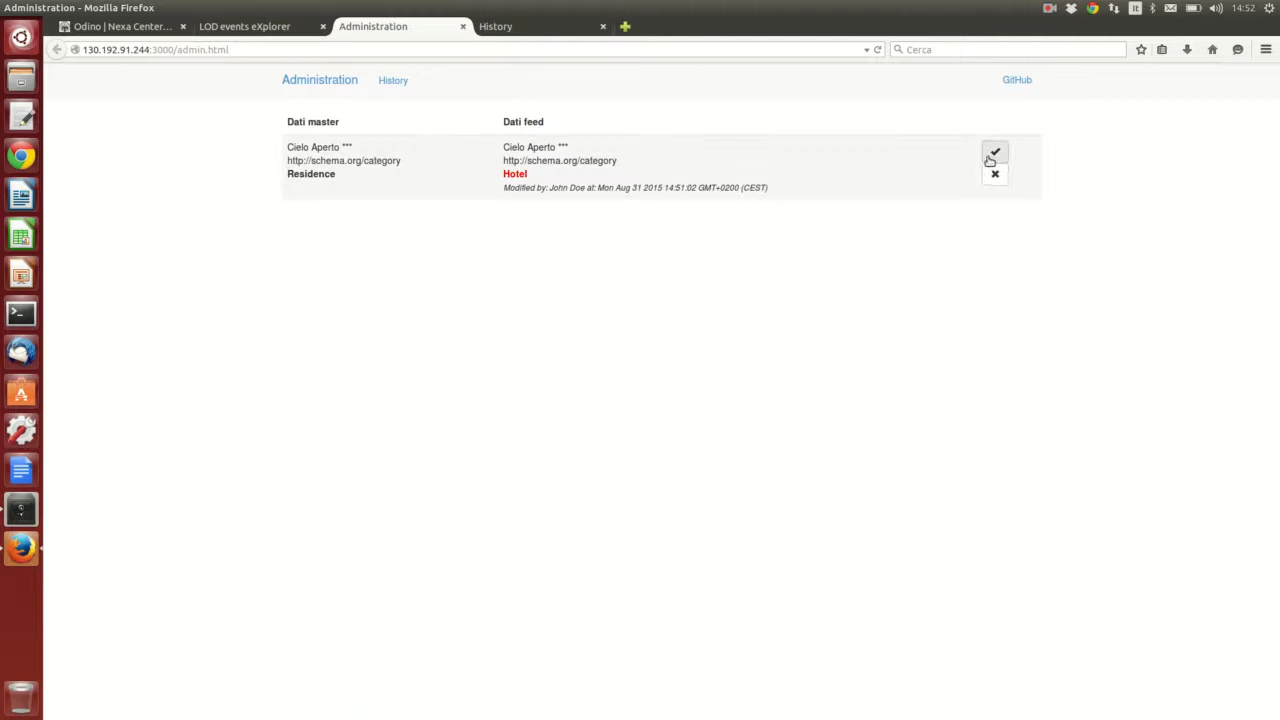 Administration - Mozilla Firefox
It
14:52
Odino | Nexa Center...
LOD events eXplorer
Administration
History
130.192.91.244:3000/admin.html
Cerca
Administration
History
GitHub
Dati master
Dati feed
Cielo Aperto ***
Cielo Aperto ***
http://schema.org/category
http://schema.org/category
Residence
Hotel
Modified by: John Doe at: Mon Aug 31 2015 14:51:02 GMT+0200 (CEST)